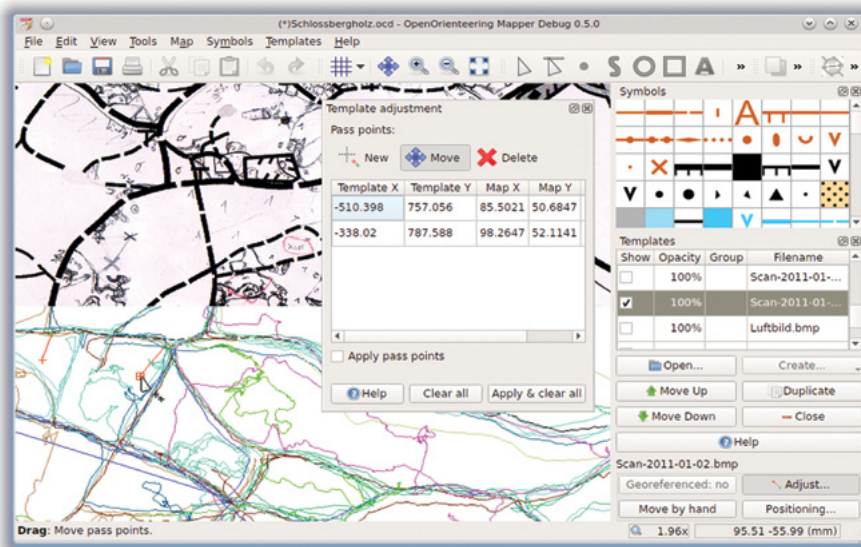 (*)Schlossbergholz.ocd - OpenOrienteering Mapper Debug 0.5.0
File Edit View Tools Map Symbols Templates Help
A » »
Template adjustment
Pass points:
New Move Delete
Template X Template Y Map X Map Y
-510.398 757.056 85.5021 50.6847
-338.02 787.588 98.2647 52.1141
Apply pass points
Help Clear all Apply & clear all
Symbols
Templates
Show Opacity Group Filename
100% Scan-2011-01-...
100% Scan-2011-01-...
100% Luftbild.bmp
Open... Create...
Move Up Duplicate
Move Down Close
Help
Scan-2011-01-02.bmp
Georeferenced: no Adjust...
Move by hand Positioning...
Drag: Move pass points.
1.96x 95.51 -55.99 (mm)